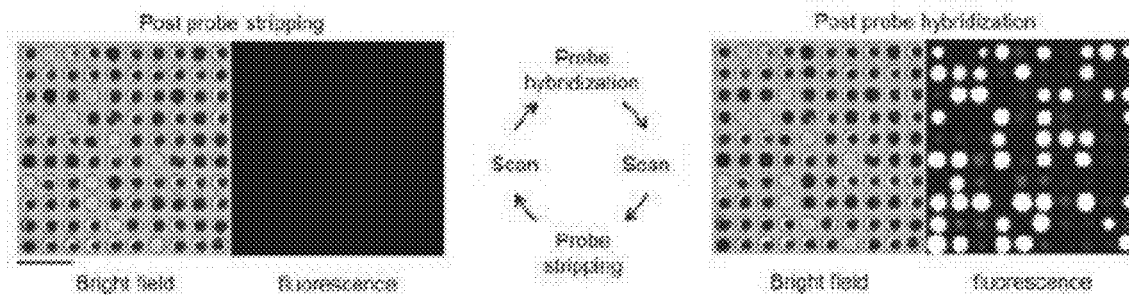 Post probe stripping
Post probe hybridization
Probe
hybridization
Scan
Scan
Probe
stripping
Bright field
fluorescence
Bright field
fluorescence